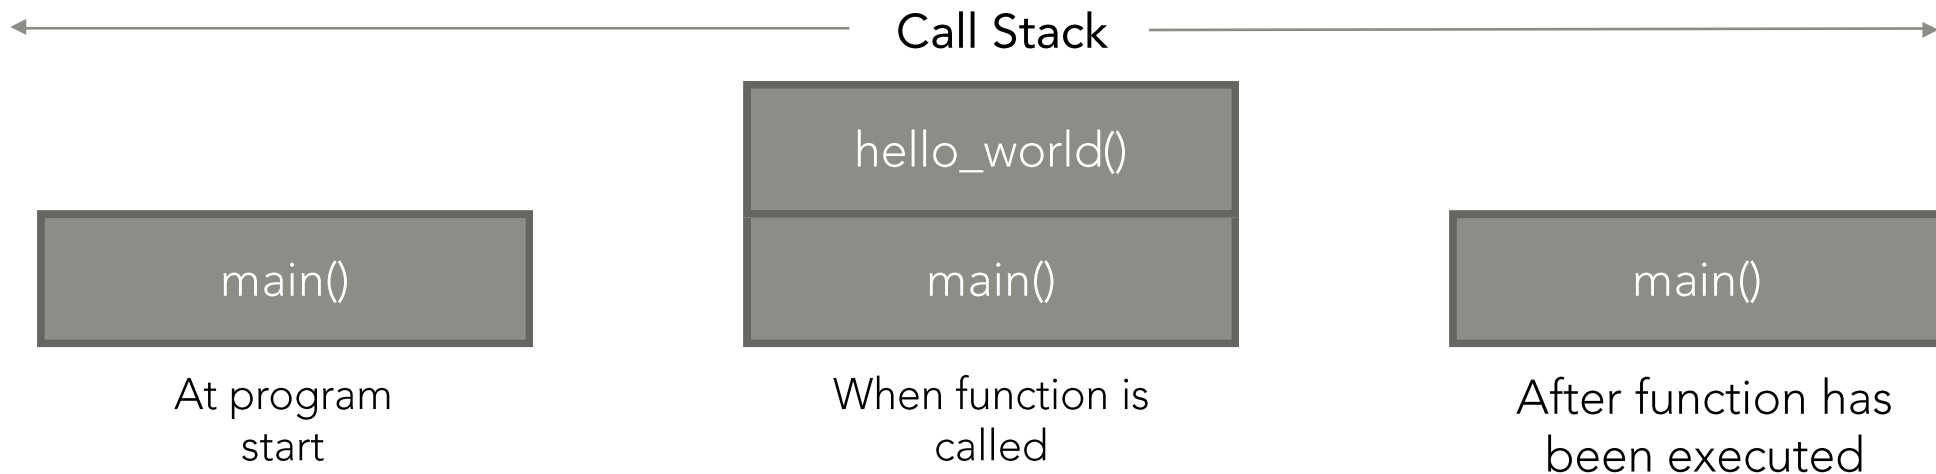 Call Stack
hello_world()
main()
main()
main()
At program
start
When function is
called
After function has
been executed